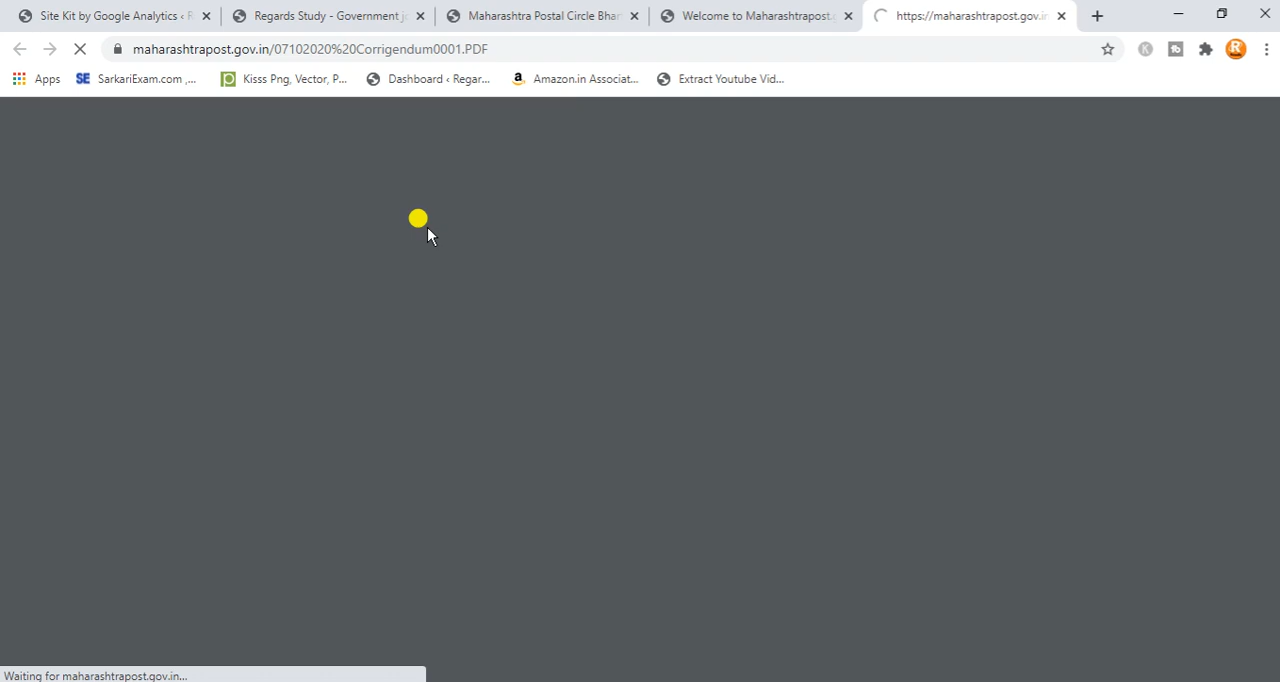 Site Kit by Google Analytics ‹ R
Regards Study - Government j
Maharashtra Postal Circle Bhar
Welcome to Maharashtrapost.
https://maharashtrapost.gov.in
maharashtrapost.gov.in/07102020%20Corrigendum0001.PDF
K
R
Apps
SE SarkariExam.com ,...
Kisss Png, Vector, P...
Dashboard ‹ Regar...
a Amazon.in Associat...
Extract Youtube Vid...
Waiting for maharashtrapost.gov.in...